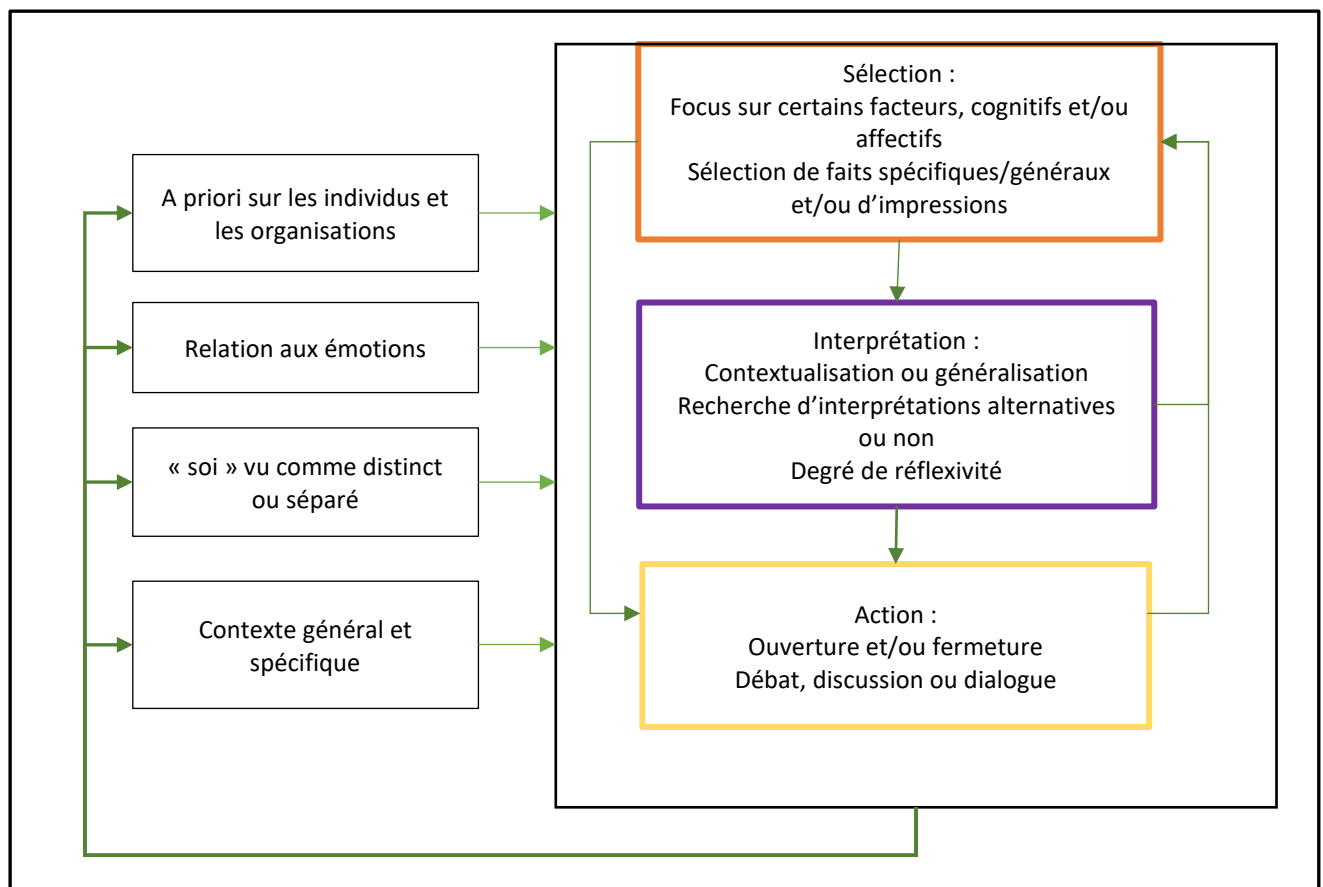 A priori sur les individus et
les organisations
Relation aux émotions
« soi » vu comme distinct
ou séparé
Contexte général et
spécifique
Sélection :
Focus sur certains facteurs, cognitifs et/ou
affectifs
Sélection de faits spécifiques/généraux
et/ou d’impressions
Interprétation :
Contextualisation ou généralisation
Recherche d’interprétations alternatives
ou non
Degré de réflexivité
Action :
Ouverture et/ou fermeture
Débat, discussion ou dialogue